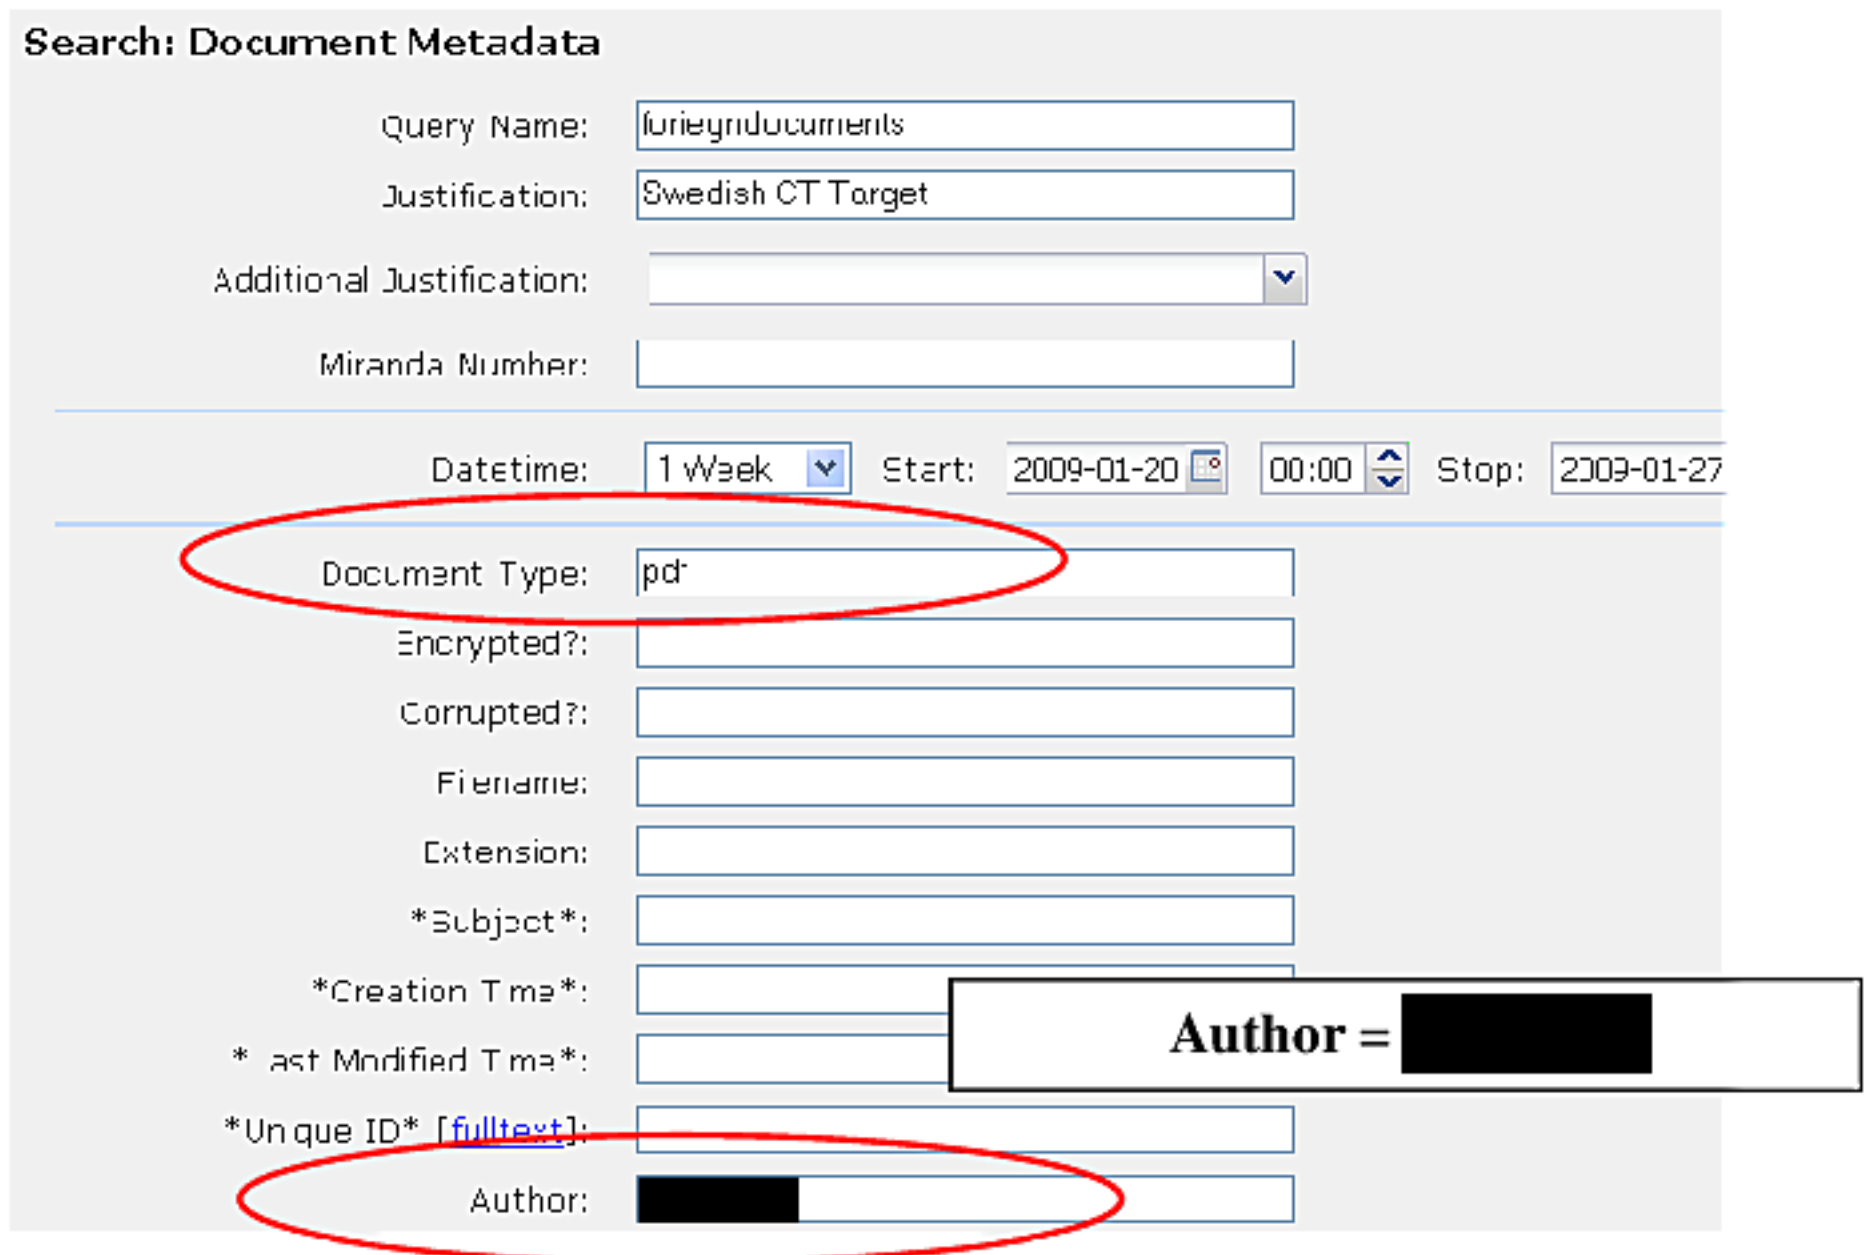 Search: Document Metadata
Query Name: foriegndocuments
Justification: Swedish CT Target
Additional Justification:
Miranda Number:
Datetime: 1 Week Start: 2009-01-20 00:00 Stop: 2009-01-27
Document Type: pdf
Encrypted?:
Corrupted?:
Filename:
Extension:
*Subject*:
*Creation Time*:
*Last Modified Time*:
Author =
*Unique ID* [fulltext]:
Author: